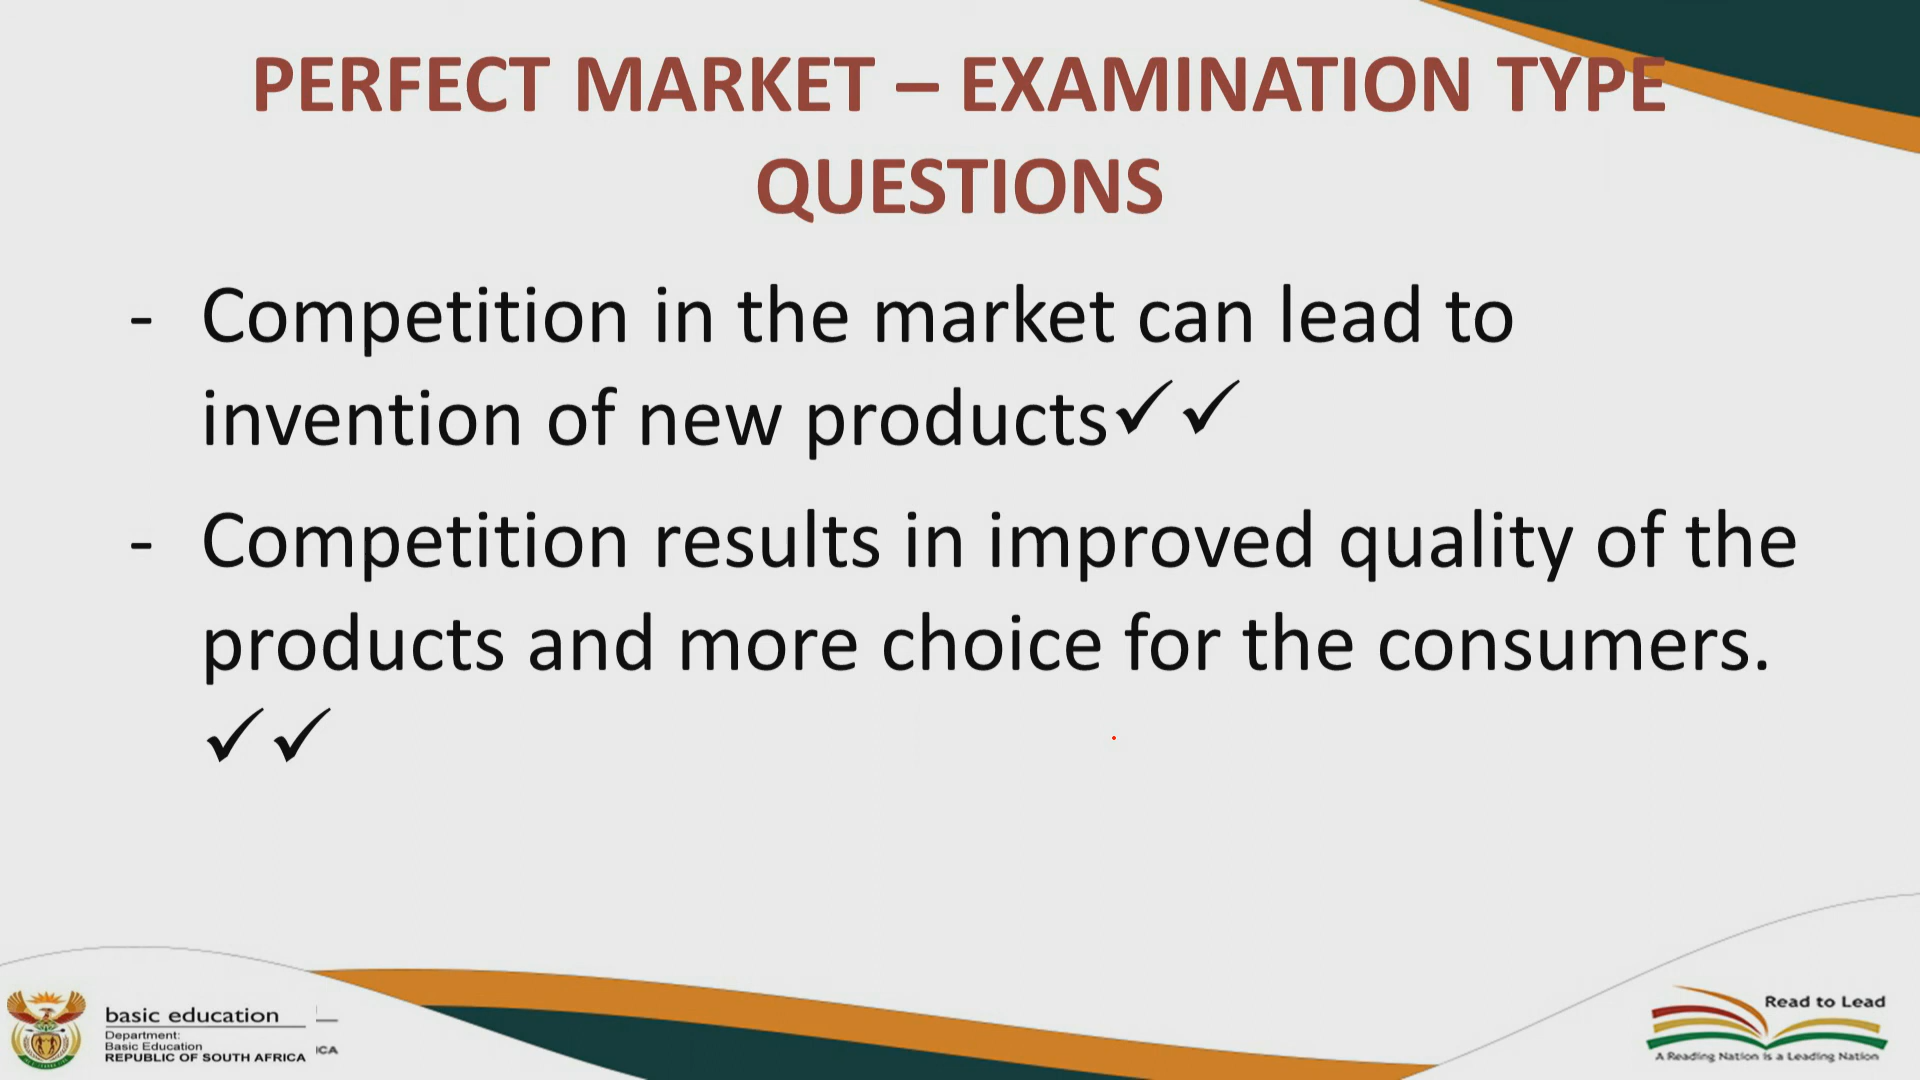 PERFECT MARKET – EXAMINATION TYPE
QUESTIONS
- Competition in the market can lead to
invention of new products✓✓
- Competition results in improved quality of the
products and more choice for the consumers.
✓✓
basic education
Department:
Basic Education
REPUBLIC OF SOUTH AFRICA
ICA
Read to Lead
A Reading Nation is a Leading Nation